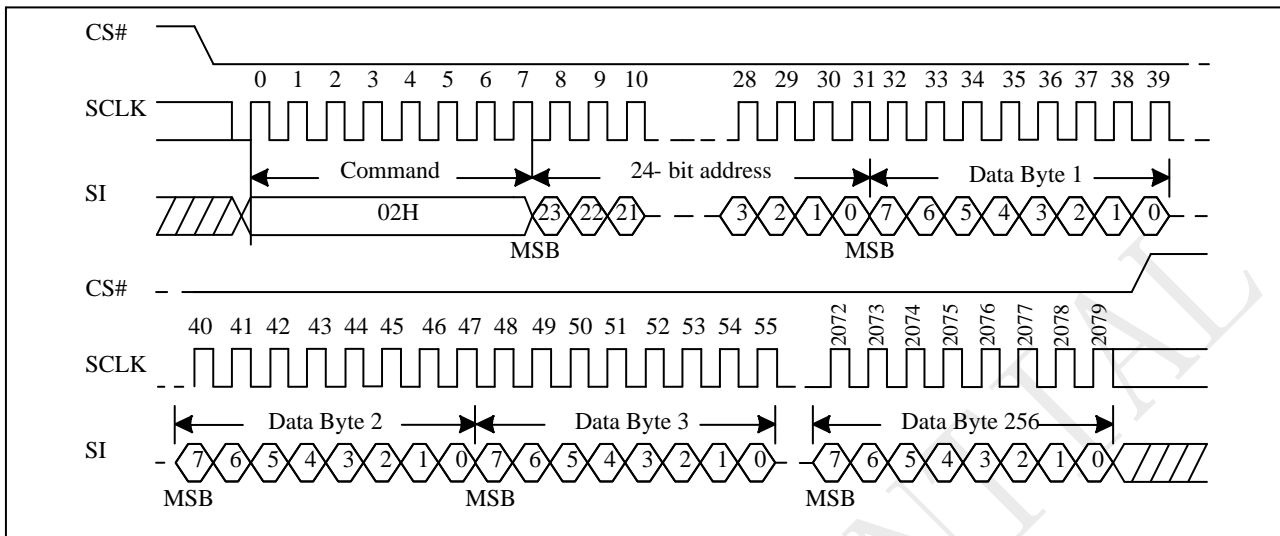 CS#
0 1 2 3 4 5 6 7 8 9 10 28 29 30 31 32 33 34 35 36 37 38 39
SCLK
Command 24- bit address Data Byte 1
SI
02H 23 22 21 3 2 1 0 7 6 5 4 3 2 1 0
MSB MSB
CS#
40 41 42 43 44 45 46 47 48 49 50 51 52 53 54 55 2072 2073 2074 2075 2076 2077 2078 2079
SCLK
Data Byte 2 Data Byte 3 Data Byte 256
SI
7 6 5 4 3 2 1 0 7 6 5 4 3 2 1 0 7 6 5 4 3 2 1 0
MSB MSB MSB